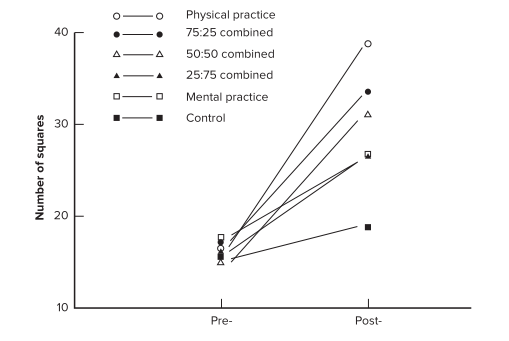 Physical practice
75:25 combined
50:50 combined
25:75 combined
Mental practice
Control
Number of squares
40
30
20
10
Pre-
Post-